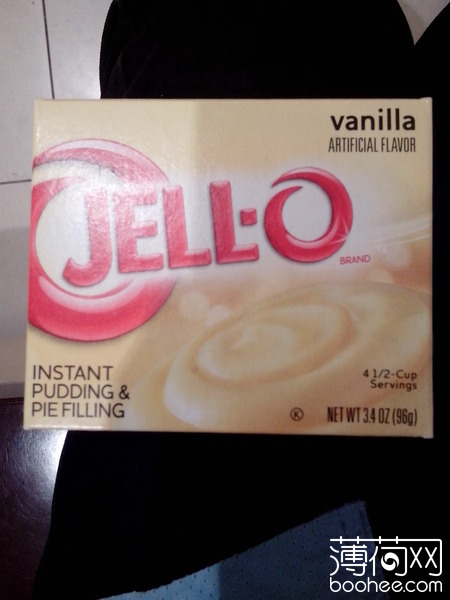 vanilla
ARTIFICIAL FLAVOR
JELL-O
BRAND
INSTANT
PUDDING &
PIE FILLING
4 1/2-Cup
Servings
K
NET WT 3.4 OZ (96g)
薄荷网
boohee.com